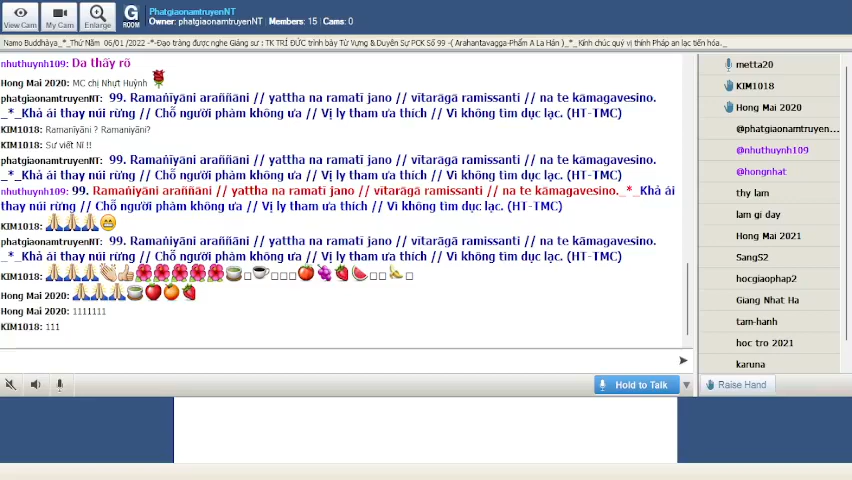 View Cam
My Cam
Enlarge
G
ROOM
PhatgiaonamtruyenNT
Owner: phatgiaonamtruyenNT Members: 15 | Cams: 0
Namo Buddhāya_*_Thứ Năm 06/01/2022 -*-Đạo tràng được nghe Giảng sư : TK TRÍ ĐỨC trình bày Từ Vựng & Duyên Sự PCK Số 99 -( Arahantavagga-Phẩm A La Hán )_*_ Kính chúc quý vị thính Pháp an lạc tiến hóa._
nhuthuynh109: Da thấy rõ
Hong Mai 2020: MC chị Nhựt Huỳnh
phatgiaonamtruyenNT: 99. Ramaṇīyāni araññāni // yattha na ramatī jano // vītarāgā ramissanti // na te kāmagavesino.
_*_Khả ái thay núi rừng // Chỗ người phàm không ưa // Vị ly tham ưa thích // Vì không tìm dục lạc. (HT-TMC)
KIM1018: Ramanīyāni ? Ramaniyāni?
KIM1018: Sư viết Ní !!
phatgiaonamtruyenNT: 99. Ramaṇīyāni araññāni // yattha na ramatī jano // vītarāgā ramissanti // na te kāmagavesino.
_*_Khả ái thay núi rừng // Chỗ người phàm không ưa // Vị ly tham ưa thích // Vì không tìm dục lạc. (HT-TMC)
nhuthuynh109: 99. Ramaṇīyāni araññāni // yattha na ramatī jano // vītarāgā ramissanti // na te kāmagavesino._*_Khả ái
thay núi rừng // Chỗ người phàm không ưa // Vị ly tham ưa thích // Vì không tìm dục lạc. (HT-TMC)
KIM1018:
phatgiaonamtruyenNT: 99. Ramaṇīyāni araññāni // yattha na ramatī jano // vītarāgā ramissanti // na te kāmagavesino.
_*_Khả ái thay núi rừng // Chỗ người phàm không ưa // Vị ly tham ưa thích // Vì không tìm dục lạc. (HT-TMC)
KIM1018:
Hong Mai 2020:
Hong Mai 2020: 1111111
KIM1018: 111
metta20
KIM1018
Hong Mai 2020
@phatgiaonamtruyen...
@nhuthuynh109
@hongnhat
thy lam
lam gi day
Hong Mai 2021
SangS2
hocgiaophap2
Giang Nhat Ha
tam-hanh
hoc tro 2021
karuna
Hold to Talk
Raise Hand